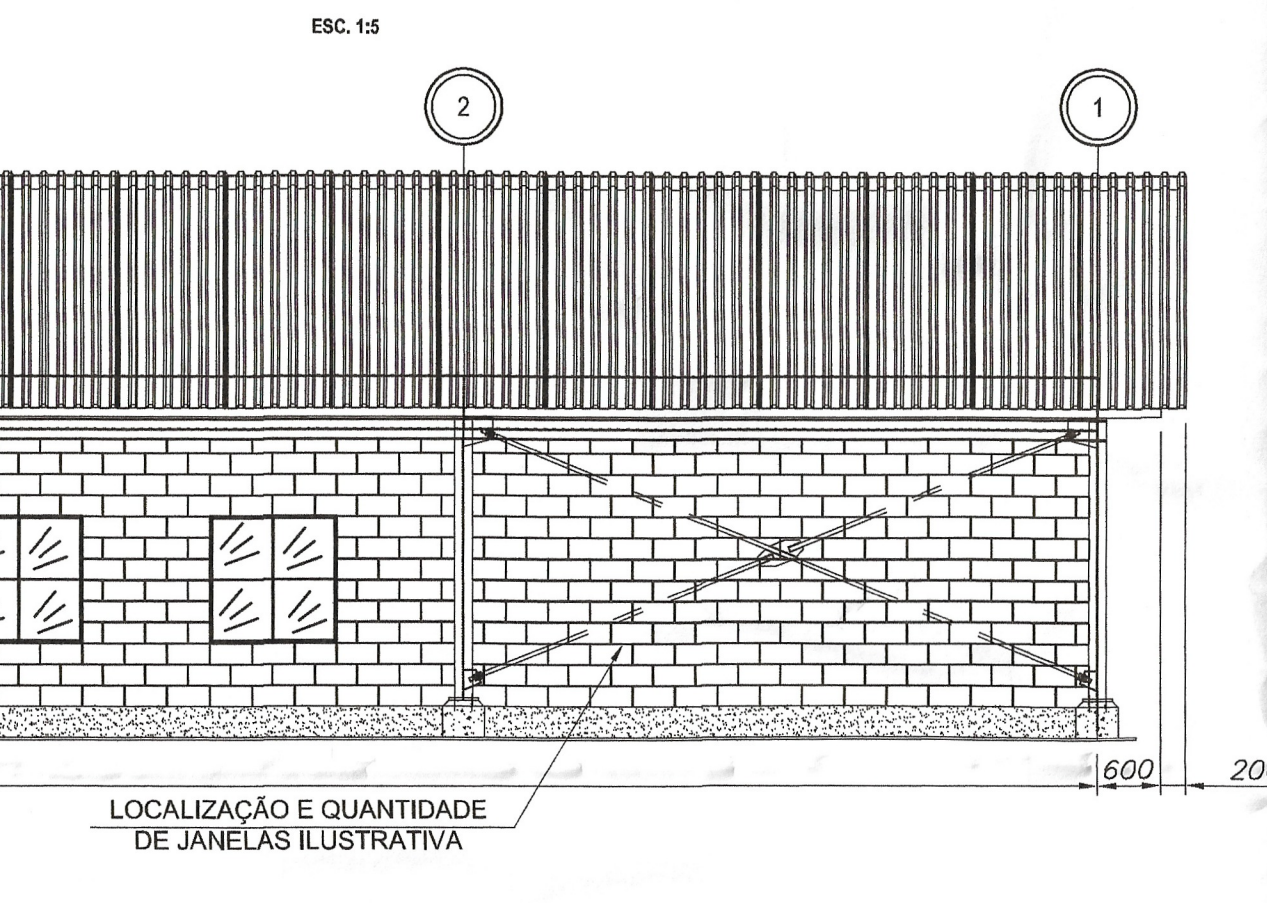 ESC. 1:5
2
1
600
LOCALIZAÇÃO E QUANTIDADE
DE JANELAS ILUSTRATIVA